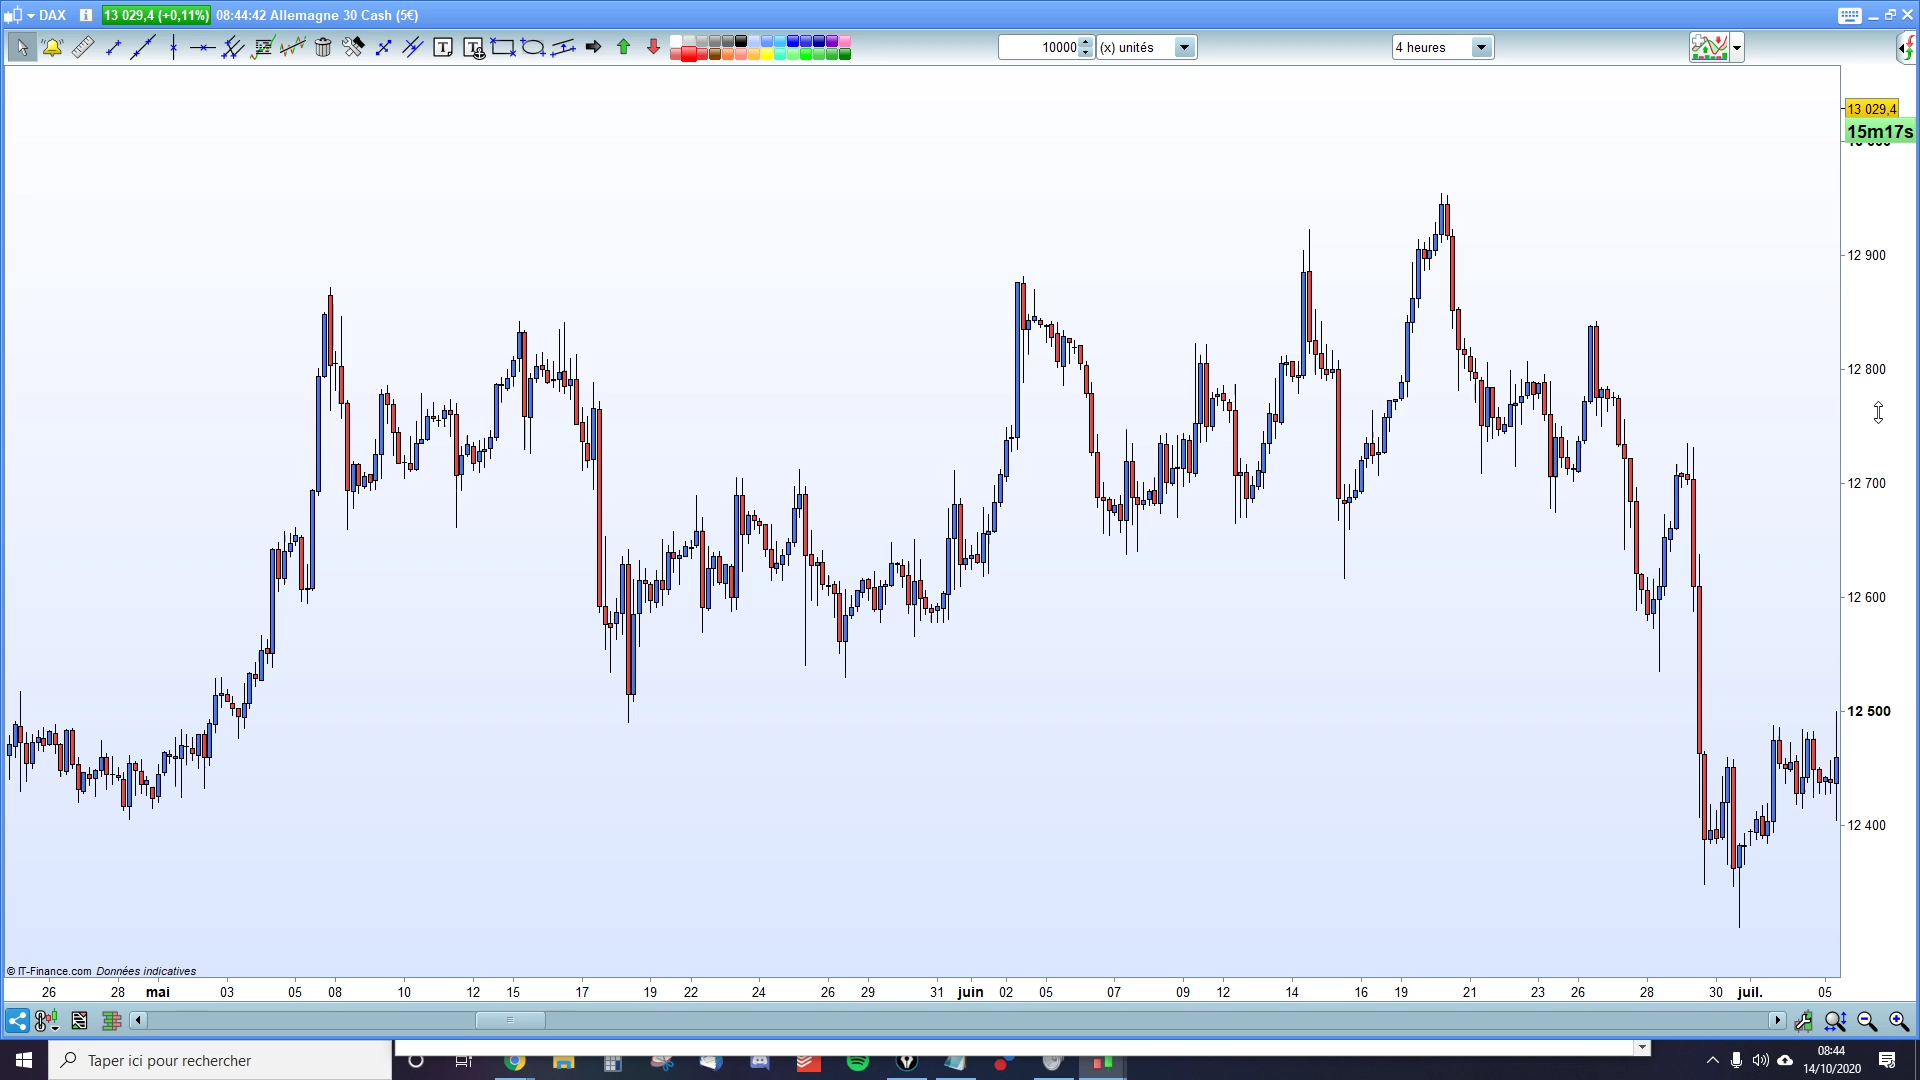 DAX 13 029,4 (+0,11%) 08:44:42 Allemagne 30 Cash (5€)
10000 (x) unités 4 heures
13 029,4
15m17s
12 900
12 800
12 700
12 600
12 500
12 400
© IT-Finance.com Données indicatives
26 28 mai 03 05 08 10 12 15 17 19 22 24 26 29 31 juin 02 05 07 09 12 14 16 19 21 23 26 28 30 juil. 05
Taper ici pour rechercher
08:44
14/10/2020